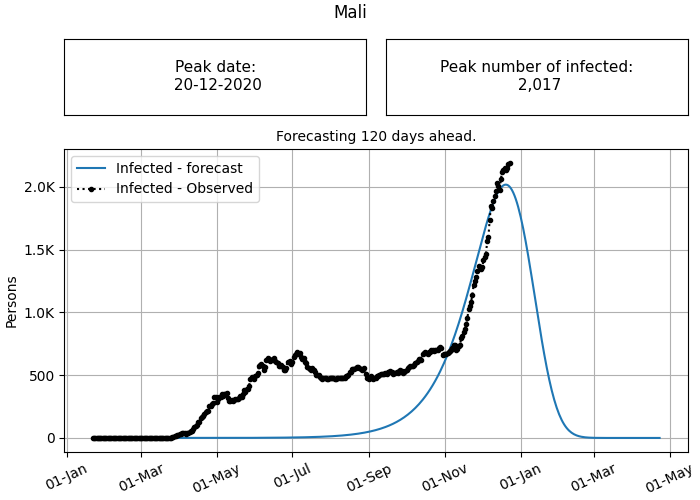 Mali
Peak date:
20-12-2020
Peak number of infected:
2,017
Forecasting 120 days ahead.
Infected - forecast
Infected - Observed
2.0K
1.5K
1.0K
500
0
Persons
01-Jan
01-Mar
01-May
01-Jul
01-Sep
01-Nov
01-Jan
01-Mar
01-May